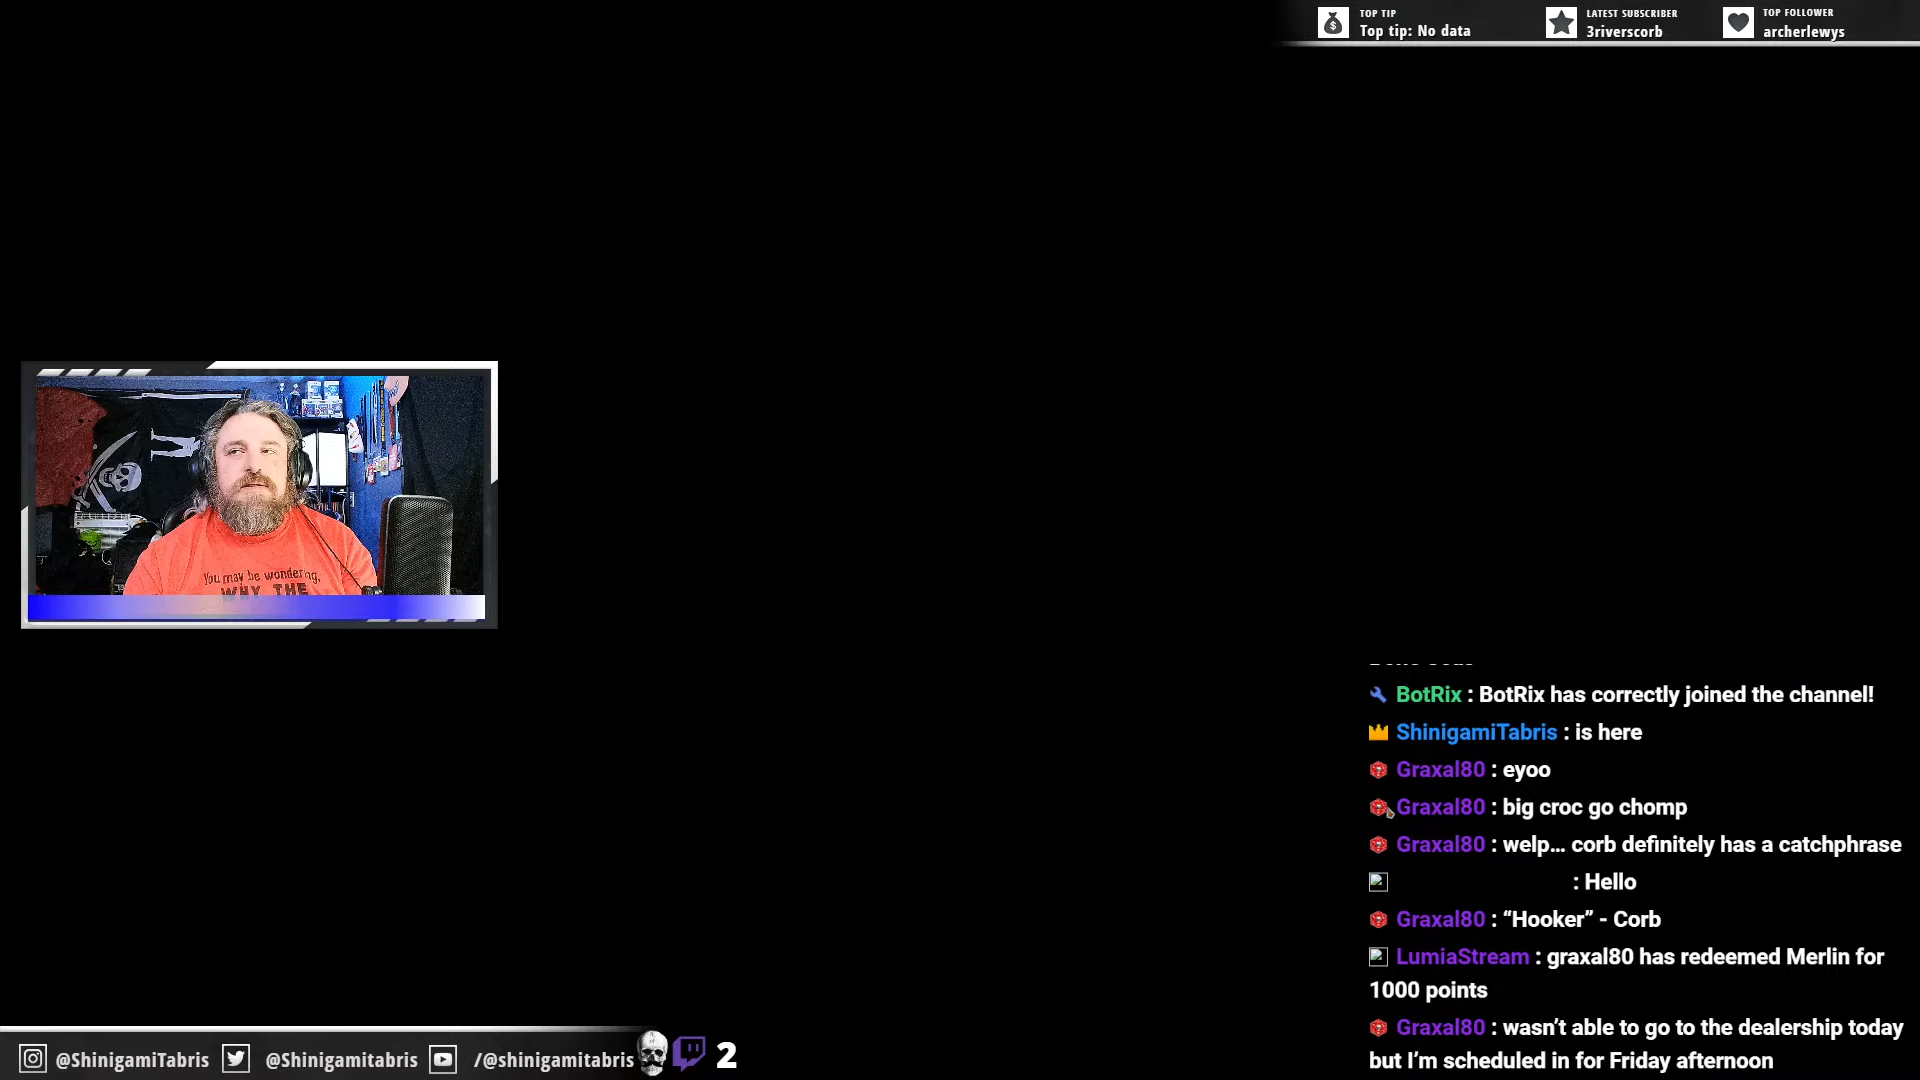 TOP TIP
Top tip: No data
LATEST SUBSCRIBER
3riverscorb
TOP FOLLOWER
archerlewys
You may be wondering,
WHY THE
BotRix : BotRix has correctly joined the channel!
ShinigamiTabris : is here
Graxal80 : eyoo
Graxal80 : big croc go chomp
Graxal80 : welp... corb definitely has a catchphrase
: Hello
Graxal80 : “Hooker” - Corb
LumiaStream : graxal80 has redeemed Merlin for
1000 points
Graxal80 : wasn’t able to go to the dealership today
but I’m scheduled in for Friday afternoon
@ShinigamiTabris
@Shinigamitabris
/@shinigamitabris
2